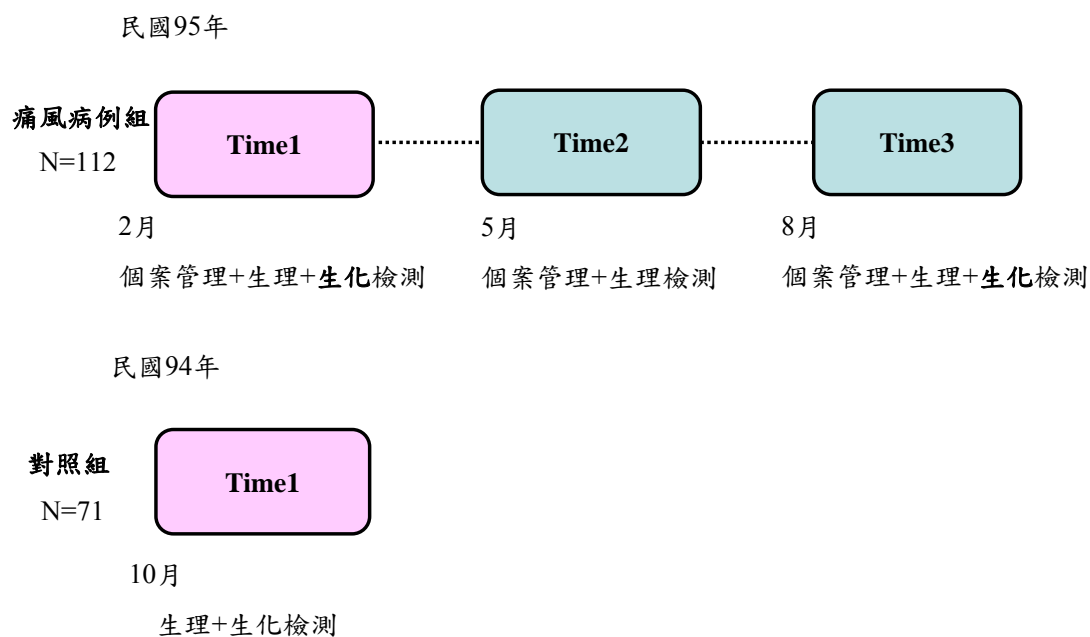 民國95年
痛風病例組
N=112
Time1
Time2
Time3
2月
5月
8月
個案管理+生理+生化檢測
個案管理+生理檢測
個案管理+生理+生化檢測
民國94年
對照組
N=71
Time1
10月
生理+生化檢測